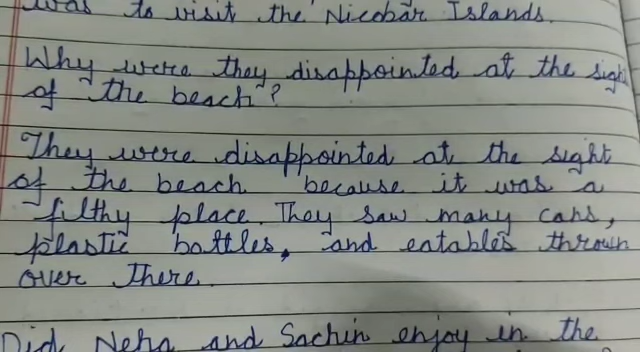 was to visit the Nicobar Islands.
Why were they disappointed at the sight
of "the beach"?
They were disappointed at the sight
of the beach because it was a
filthy place. They saw many cans,
plastic bottles, and eatables thrown
over there.
Did Neha and Sachin enjoy in the